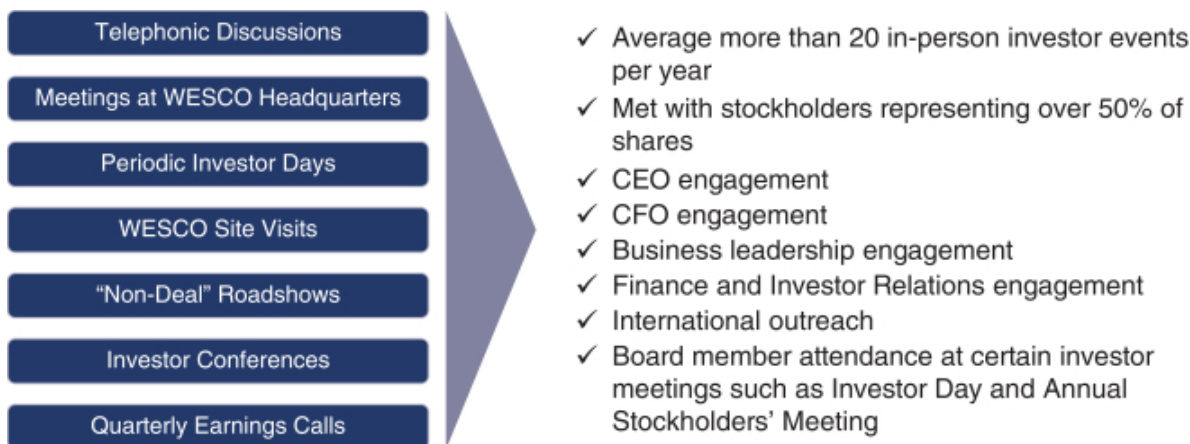 Telephonic Discussions
Meetings at WESCO Headquarters
Periodic Investor Days
WESCO Site Visits
“Non-Deal” Roadshows
Investor Conferences
Quarterly Earnings Calls
✓ Average more than 20 in-person investor events
per year
✓ Met with stockholders representing over 50% of
shares
✓ CEO engagement
✓ CFO engagement
✓ Business leadership engagement
✓ Finance and Investor Relations engagement
✓ International outreach
✓ Board member attendance at certain investor
meetings such as Investor Day and Annual
Stockholders’ Meeting